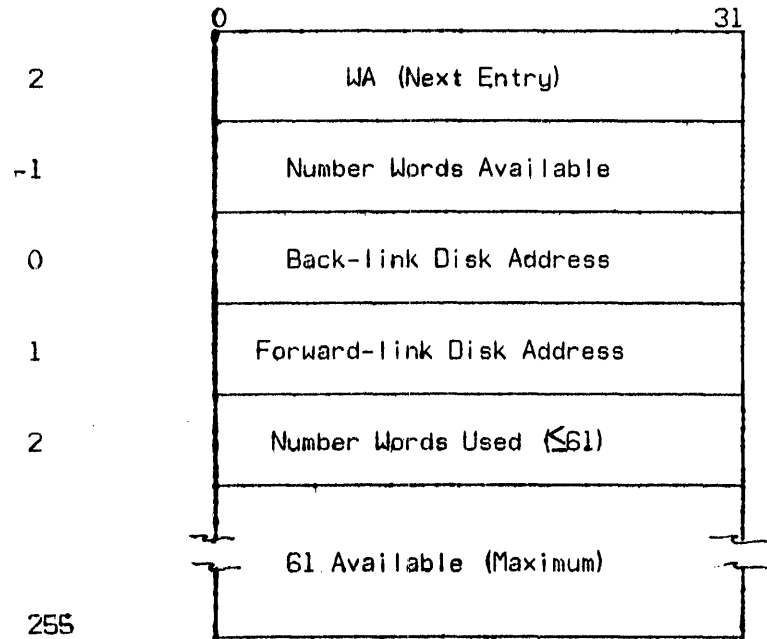 0 31
2 WA (Next Entry)
-1 Number Words Available
0 Back-link Disk Address
1 Forward-link Disk Address
2 Number Words Used (≤61)
61 Available (Maximum)
255